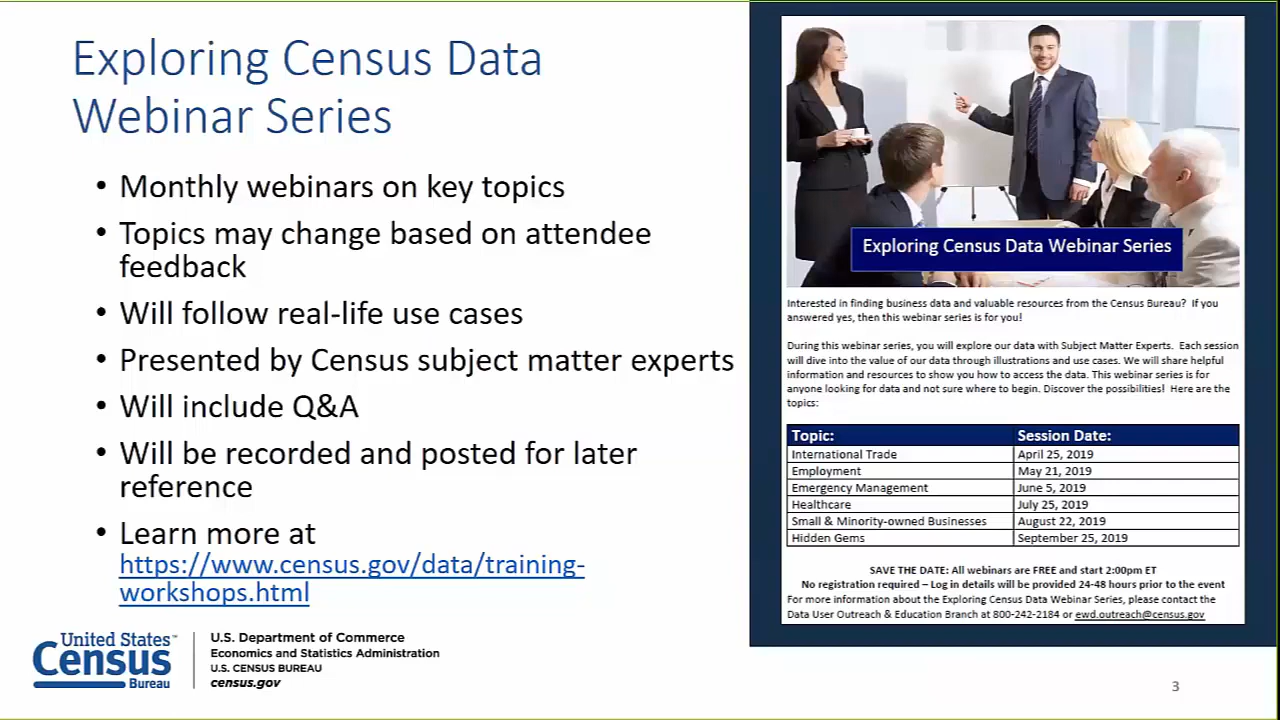 Exploring Census Data
Webinar Series
• Monthly webinars on key topics
• Topics may change based on attendee
feedback
• Will follow real-life use cases
• Presented by Census subject matter experts
• Will include Q&A
• Will be recorded and posted for later
reference
• Learn more at
https://www.census.gov/data/training-
workshops.html
United States™
Census
Bureau
U.S. Department of Commerce
Economics and Statistics Administration
U.S. CENSUS BUREAU
census.gov
Exploring Census Data Webinar Series
Interested in finding business data and valuable resources from the Census Bureau? If you
answered yes, then this webinar series is for you!
During this webinar series, you will explore our data with Subject Matter Experts. Each session
will dive into the value of our data through illustrations and use cases. We will share helpful
information and resources to show you how to access the data. This webinar series is for
anyone looking for data and not sure where to begin. Discover the possibilities! Here are the
topics:
Topic: Session Date:
International Trade April 25, 2019
Employment May 21, 2019
Emergency Management June 5, 2019
Healthcare July 25, 2019
Small & Minority-owned Businesses August 22, 2019
Hidden Gems September 25, 2019
SAVE THE DATE: All webinars are FREE and start 2:00pm ET
No registration required – Log in details will be provided 24-48 hours prior to the event
For more information about the Exploring Census Data Webinar Series, please contact the
Data User Outreach & Education Branch at 800-242-2184 or ewd.outreach@census.gov
3